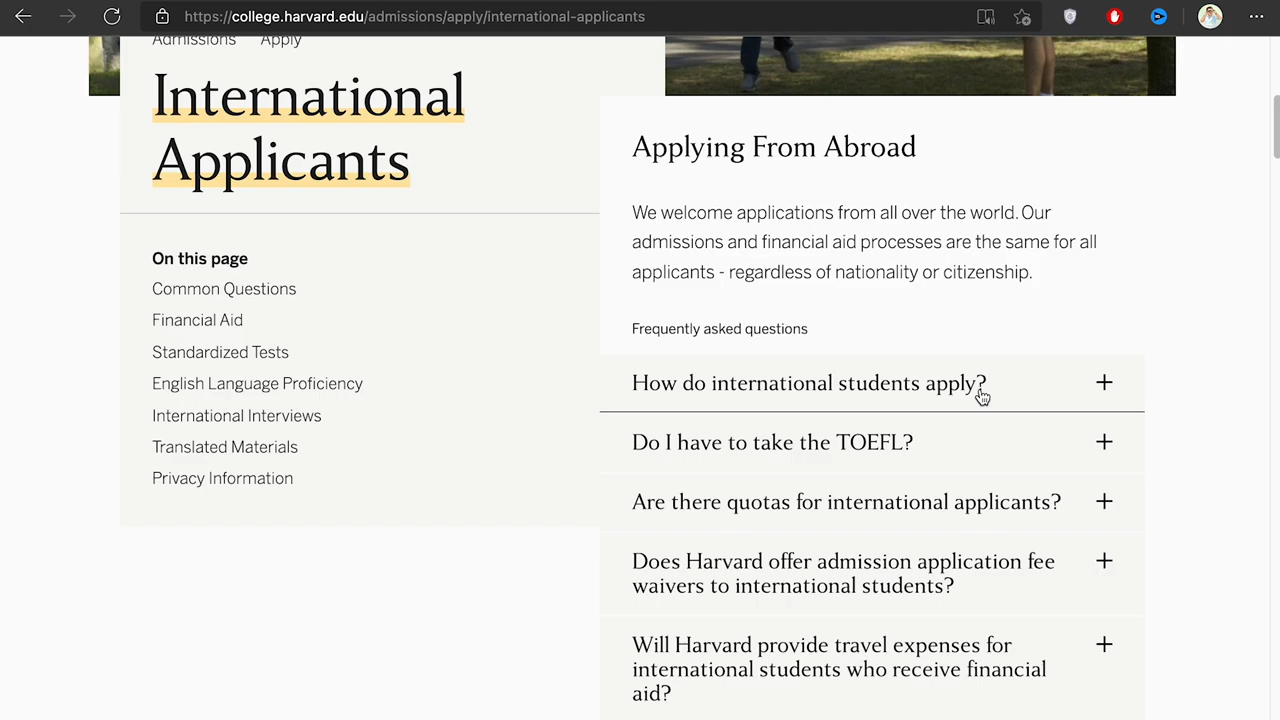 https://college.harvard.edu/admissions/apply/international-applicants
Admissions Apply
International
Applicants
On this page
Common Questions
Financial Aid
Standardized Tests
English Language Proficiency
International Interviews
Translated Materials
Privacy Information
Applying From Abroad
We welcome applications from all over the world. Our
admissions and financial aid processes are the same for all
applicants - regardless of nationality or citizenship.
Frequently asked questions
How do international students apply?
Do I have to take the TOEFL?
Are there quotas for international applicants?
Does Harvard offer admission application fee
waivers to international students?
Will Harvard provide travel expenses for
international students who receive financial
aid?